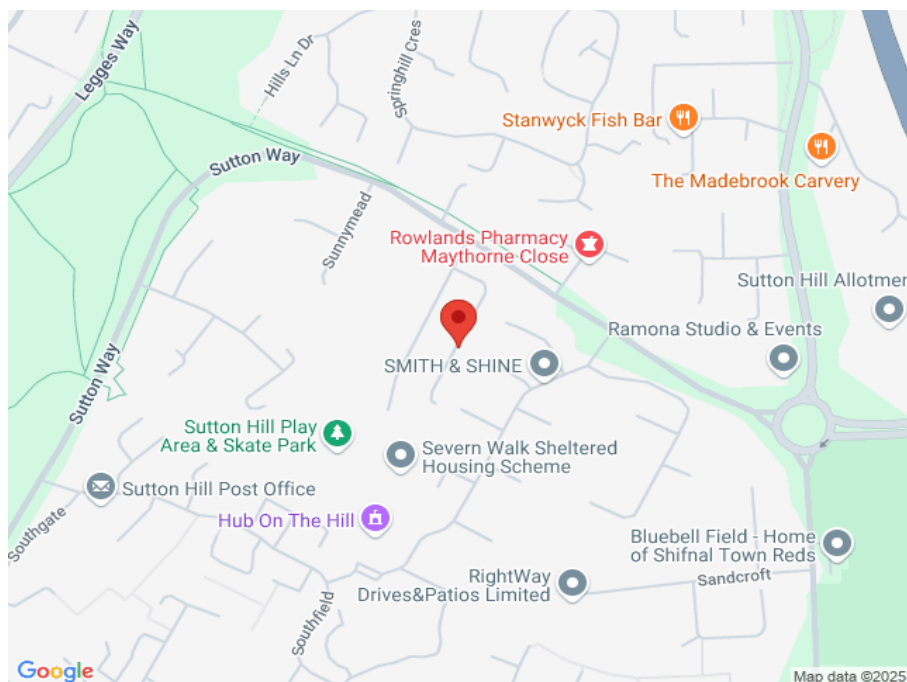 Legges Way
Hills Ln Dr
Springhill Cres
Stanwyck Fish Bar
The Madebrook Carvery
Sutton Way
Sunnymead
Rowlands Pharmacy
Maythorne Close
Sutton Hill Allotmen
Ramona Studio & Events
SMITH & SHINE
Sutton Way
Sutton Hill Play
Area & Skate Park
Severn Walk Sheltered
Housing Scheme
Sutton Hill Post Office
Southgate
Hub On The Hill
Bluebell Field - Home
of Shifnal Town Reds
RightWay
Drives&Patios Limited
Sandcroft
Southfield
Google
Map data ©2025